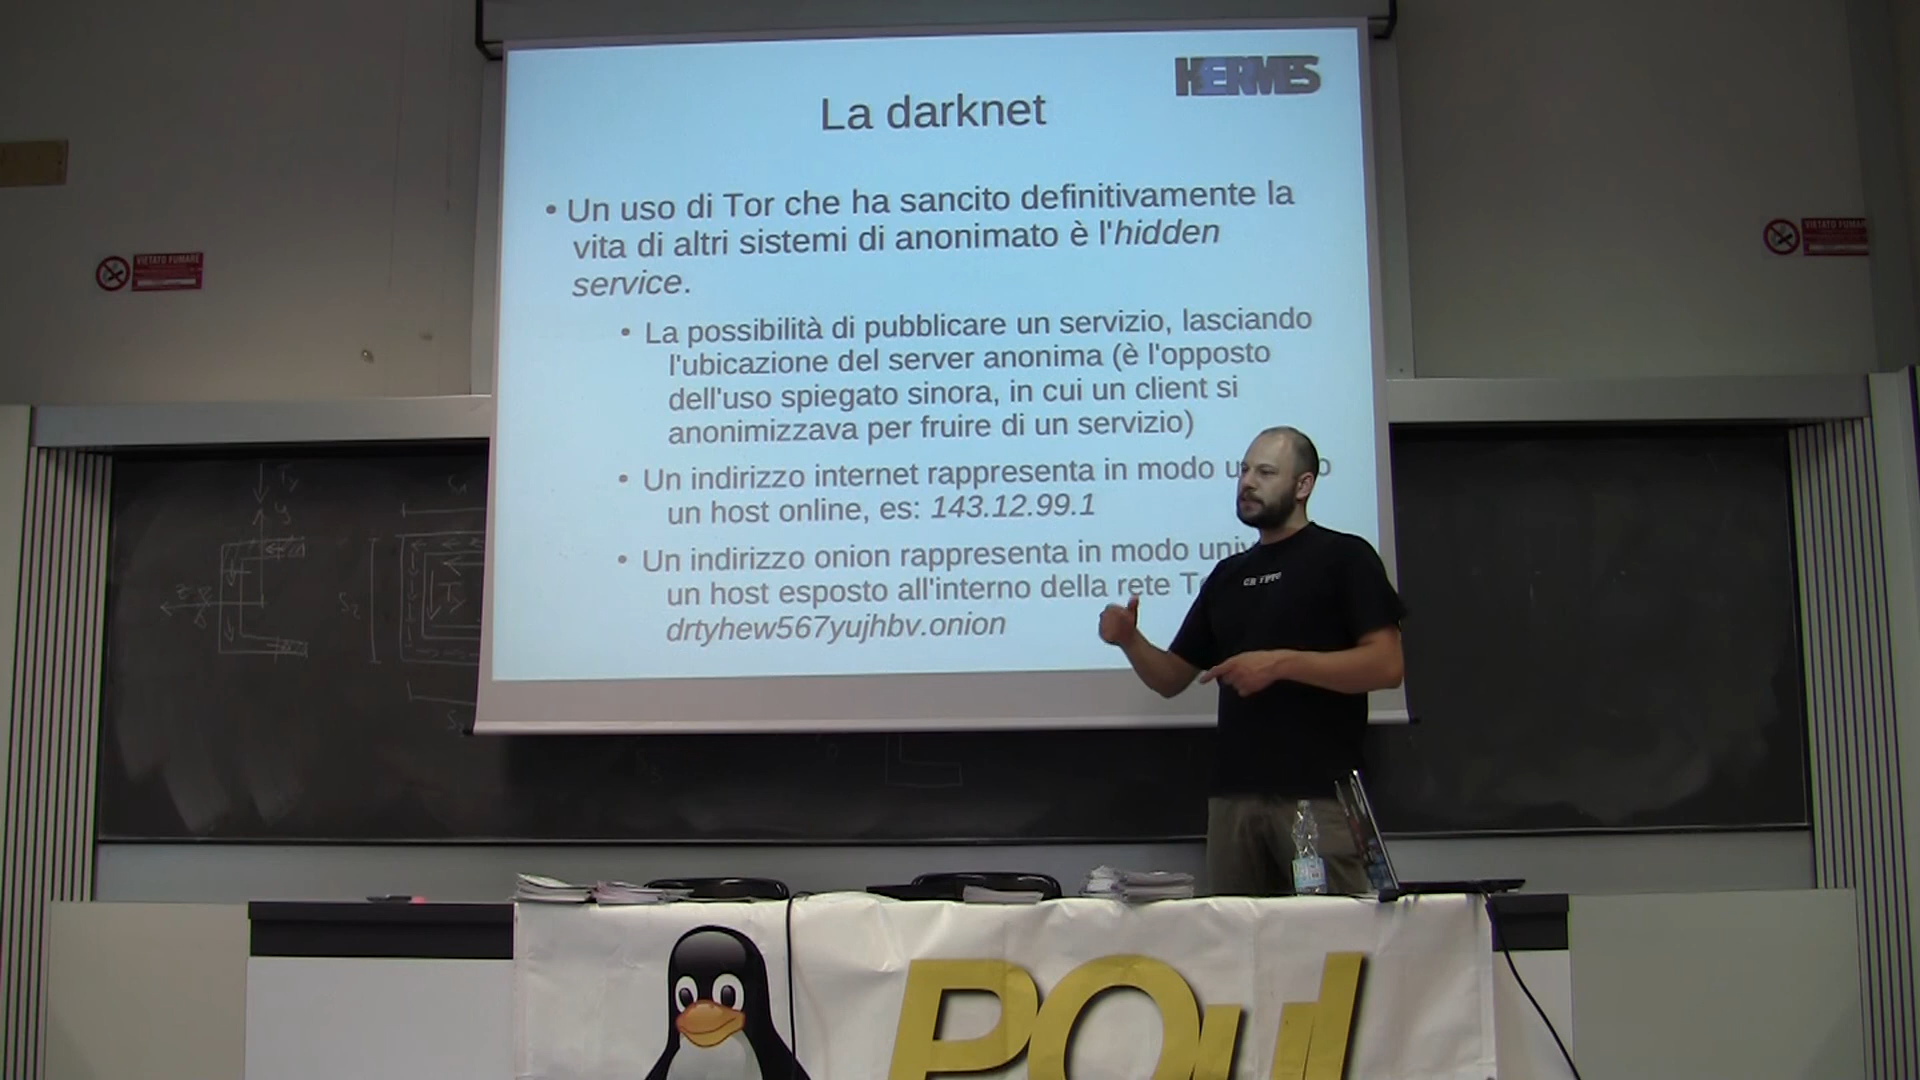 HERMES
La darknet
• Un uso di Tor che ha sancito definitivamente la
vita di altri sistemi di anonimato è l'hidden
service.
• La possibilità di pubblicare un servizio, lasciando
l'ubicazione del server anonima (è l'opposto
dell'uso spiegato sinora, in cui un client si
anonimizzava per fruire di un servizio)
• Un indirizzo internet rappresenta in modo
un host online, es: 143.12.99.1
• Un indirizzo onion rappresenta in modo
un host esposto all'interno della rete
drtyhew567yujhbv.onion
VIETATO FUMARE
VIETATO FUMARE
POul